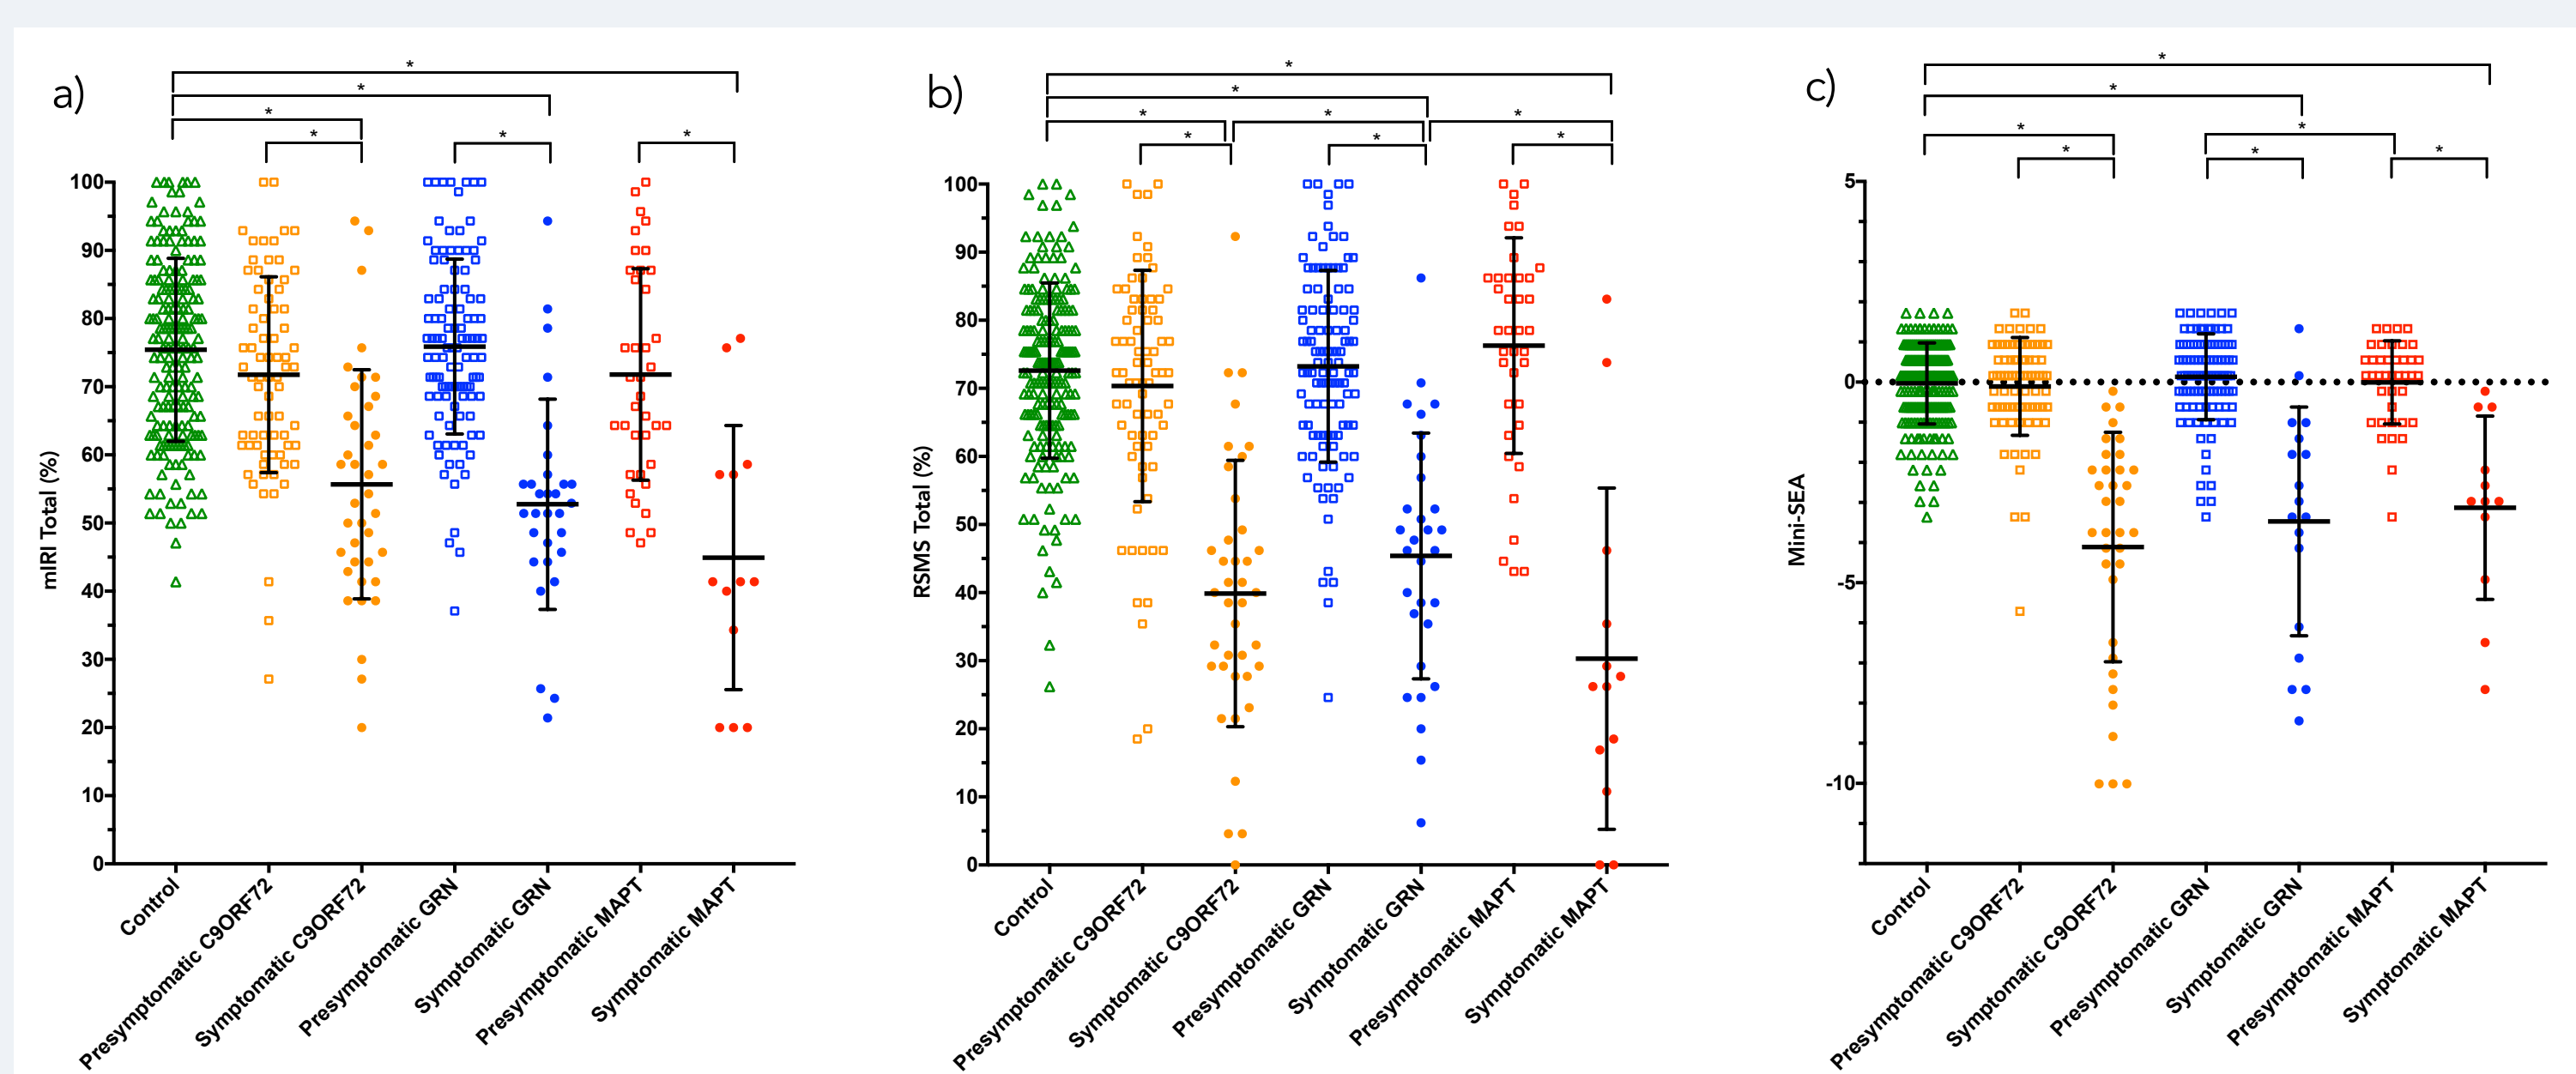 a)
*
*
*
*
*
*
mIRI Total (%)
100
90
80
70
60
50
40
30
20
10
0
Control
Presymptomatic C9ORF72
Symptomatic C9ORF72
Presymptomatic GRN
Symptomatic GRN
Presymptomatic MAPT
Symptomatic MAPT
b)
*
*
*
*
*
*
*
*
RSMS Total (%)
100
90
80
70
60
50
40
30
20
10
0
Control
Presymptomatic C9ORF72
Symptomatic C9ORF72
Presymptomatic GRN
Symptomatic GRN
Presymptomatic MAPT
Symptomatic MAPT
c)
*
*
*
*
*
*
*
Mini-SEA
5
0
-5
-10
Control
Presymptomatic C9ORF72
Symptomatic C9ORF72
Presymptomatic GRN
Symptomatic GRN
Presymptomatic MAPT
Symptomatic MAPT